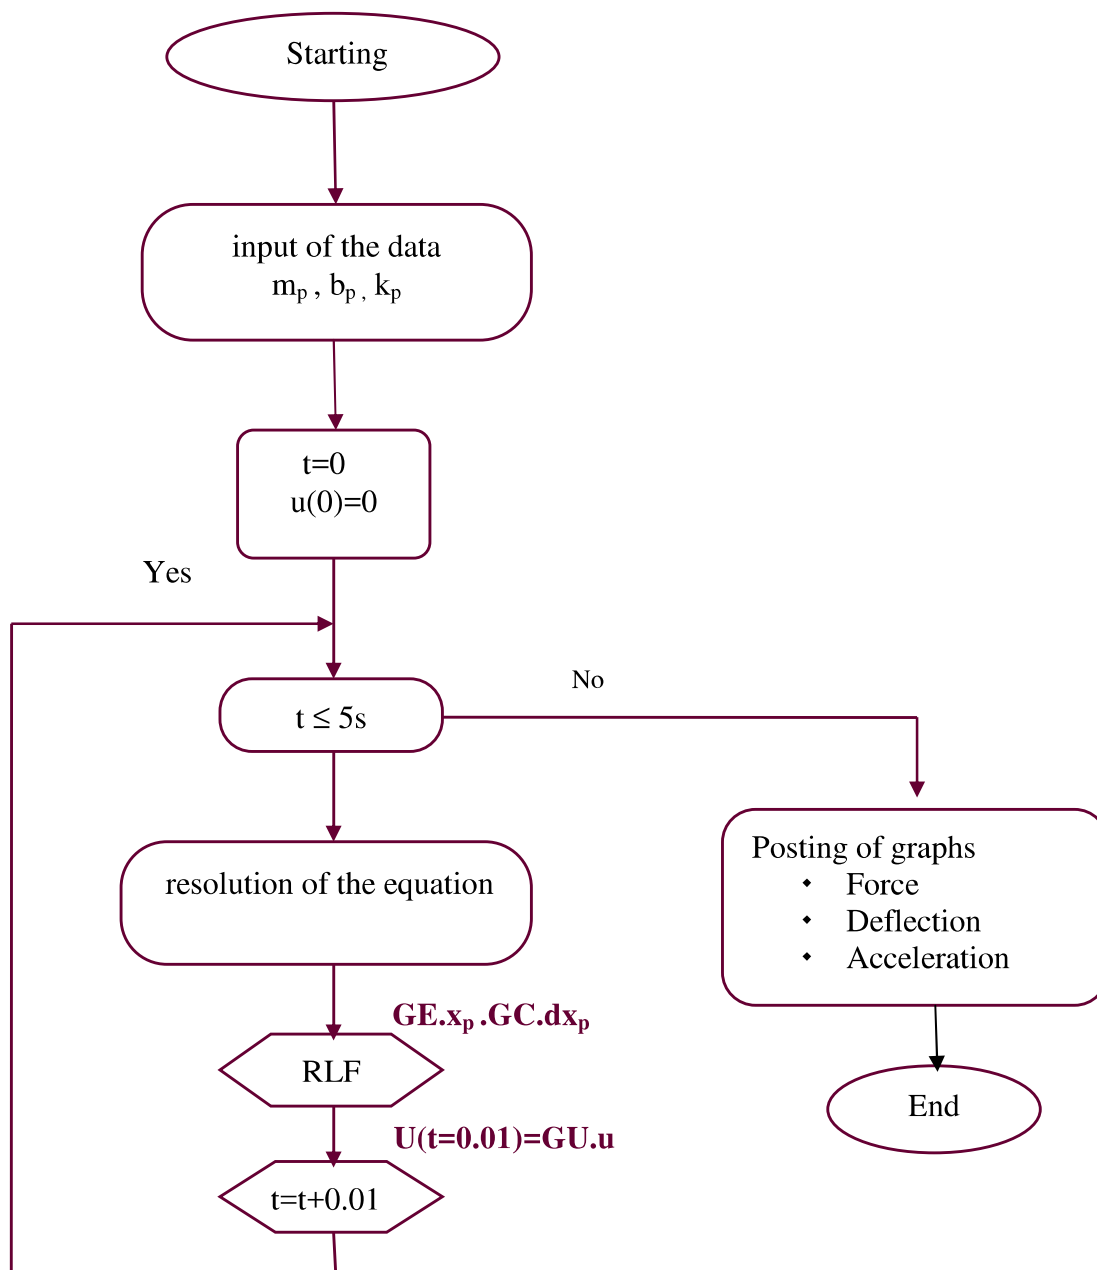 Starting
input of the data
mₚ , bₚ , kₚ
t=0
u(0)=0
Yes
No
t ≤ 5s
resolution of the equation
Posting of graphs
• Force
• Deflection
• Acceleration
GE.xₚ .GC.dxₚ
RLF
End
U(t=0.01)=GU.u
t=t+0.01